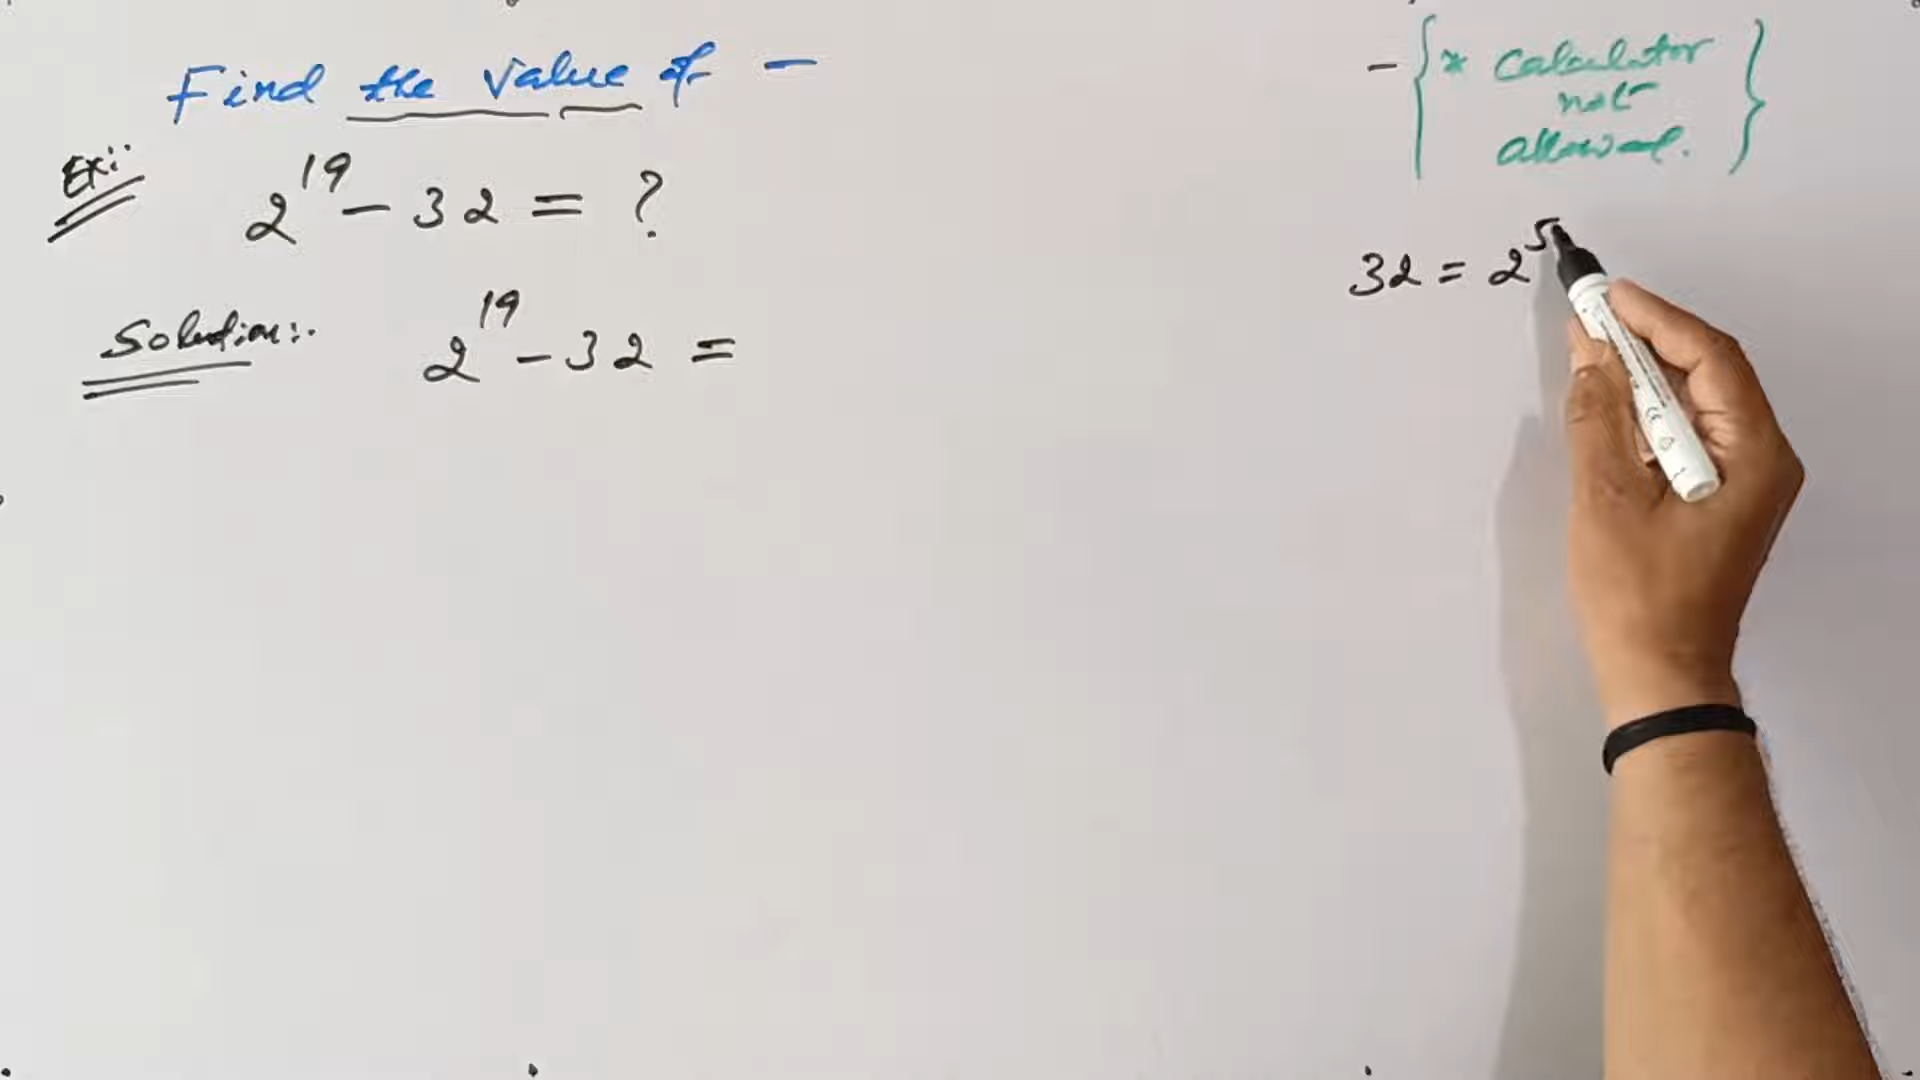 Find the value of -
Ex:- 2^19 - 32 = ?
Solution:- 2^19 - 32 =
- { * Calculator
not
allowed. }
32 = 2^5